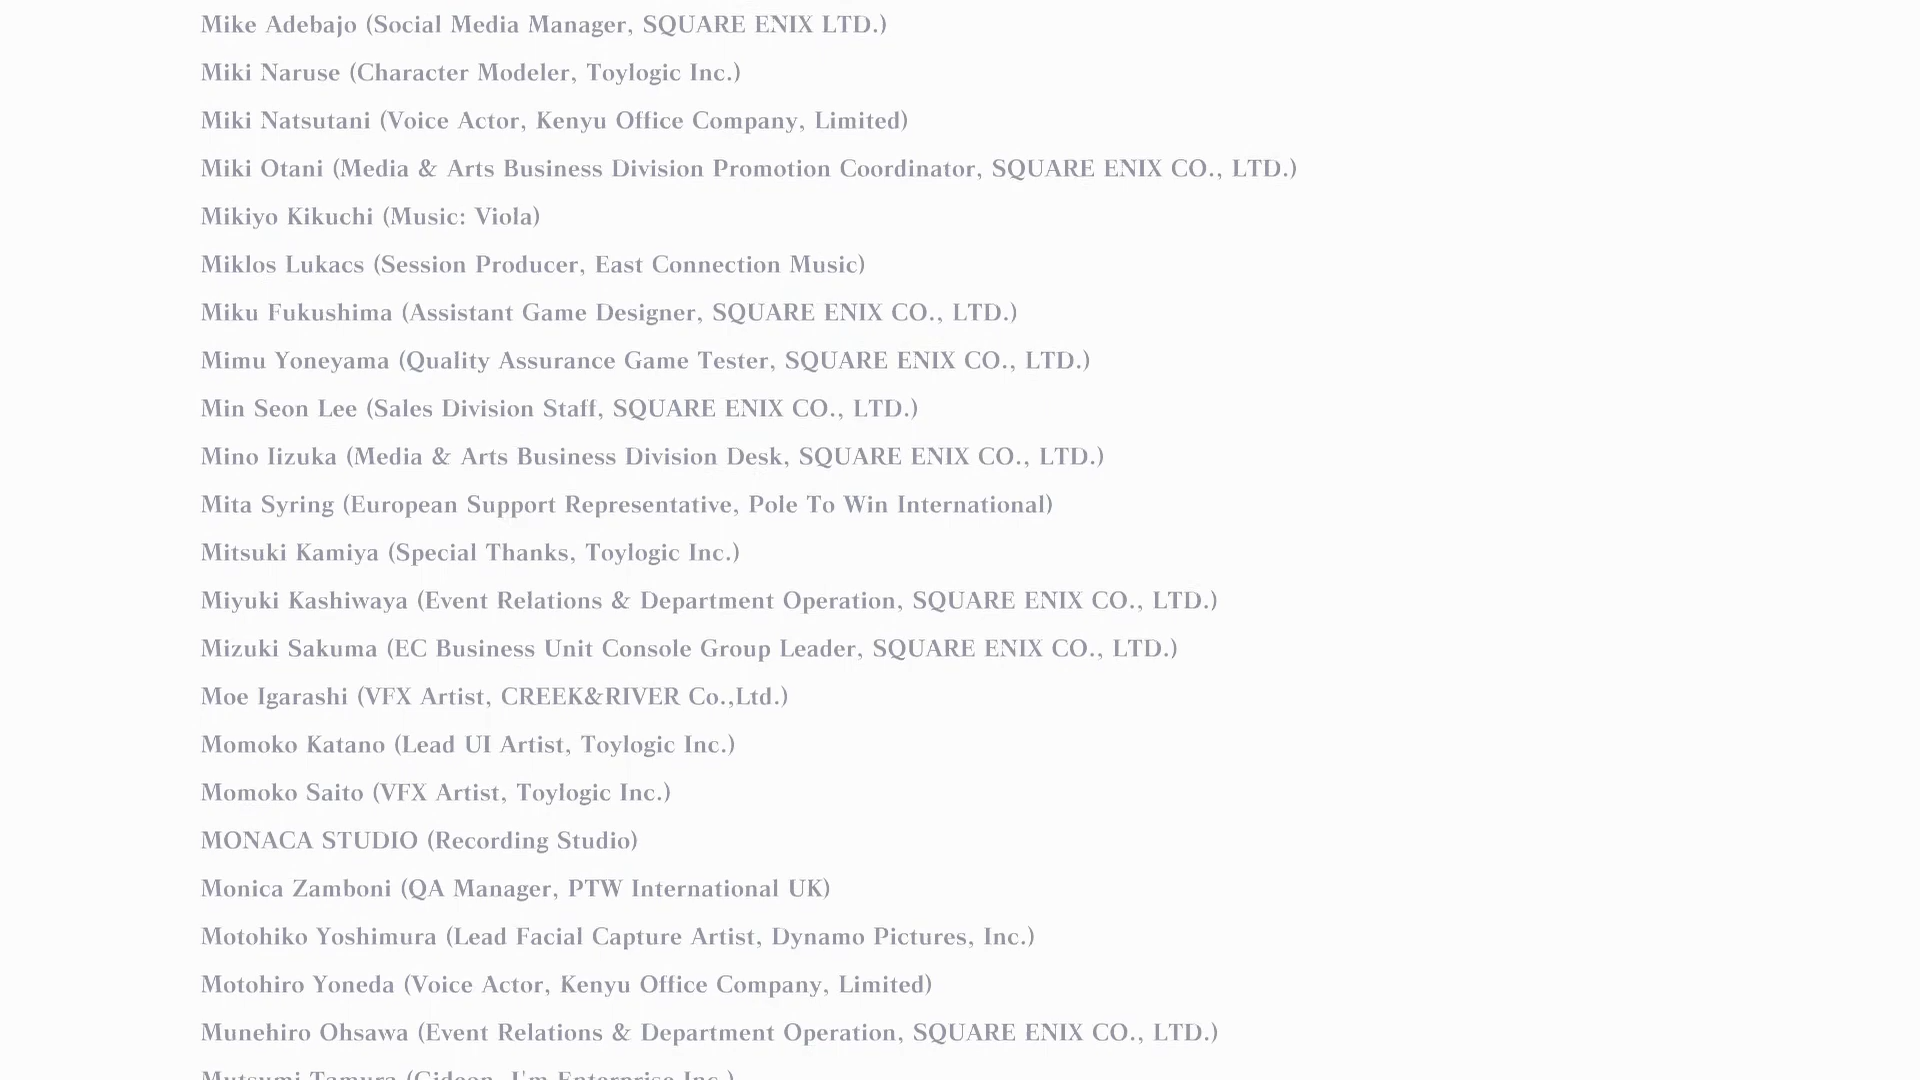 Mike Adebajo (Social Media Manager, SQUARE ENIX LTD.)
Miki Naruse (Character Modeler, Toylogic Inc.)
Miki Natsutani (Voice Actor, Kenyu Office Company, Limited)
Miki Otani (Media & Arts Business Division Promotion Coordinator, SQUARE ENIX CO., LTD.)
Mikiyo Kikuchi (Music: Viola)
Miklos Lukacs (Session Producer, East Connection Music)
Miku Fukushima (Assistant Game Designer, SQUARE ENIX CO., LTD.)
Mimu Yoneyama (Quality Assurance Game Tester, SQUARE ENIX CO., LTD.)
Min Seon Lee (Sales Division Staff, SQUARE ENIX CO., LTD.)
Mino Iizuka (Media & Arts Business Division Desk, SQUARE ENIX CO., LTD.)
Mita Syring (European Support Representative, Pole To Win International)
Mitsuki Kamiya (Special Thanks, Toylogic Inc.)
Miyuki Kashiwaya (Event Relations & Department Operation, SQUARE ENIX CO., LTD.)
Mizuki Sakuma (EC Business Unit Console Group Leader, SQUARE ENIX CO., LTD.)
Moe Igarashi (VFX Artist, CREEK&RIVER Co.,Ltd.)
Momoko Katano (Lead UI Artist, Toylogic Inc.)
Momoko Saito (VFX Artist, Toylogic Inc.)
MONACA STUDIO (Recording Studio)
Monica Zamboni (QA Manager, PTW International UK)
Motohiko Yoshimura (Lead Facial Capture Artist, Dynamo Pictures, Inc.)
Motohiro Yoneda (Voice Actor, Kenyu Office Company, Limited)
Munehiro Ohsawa (Event Relations & Department Operation, SQUARE ENIX CO., LTD.)
Mutsumi Tamura (Gideon, I'm Enterprise Inc.)